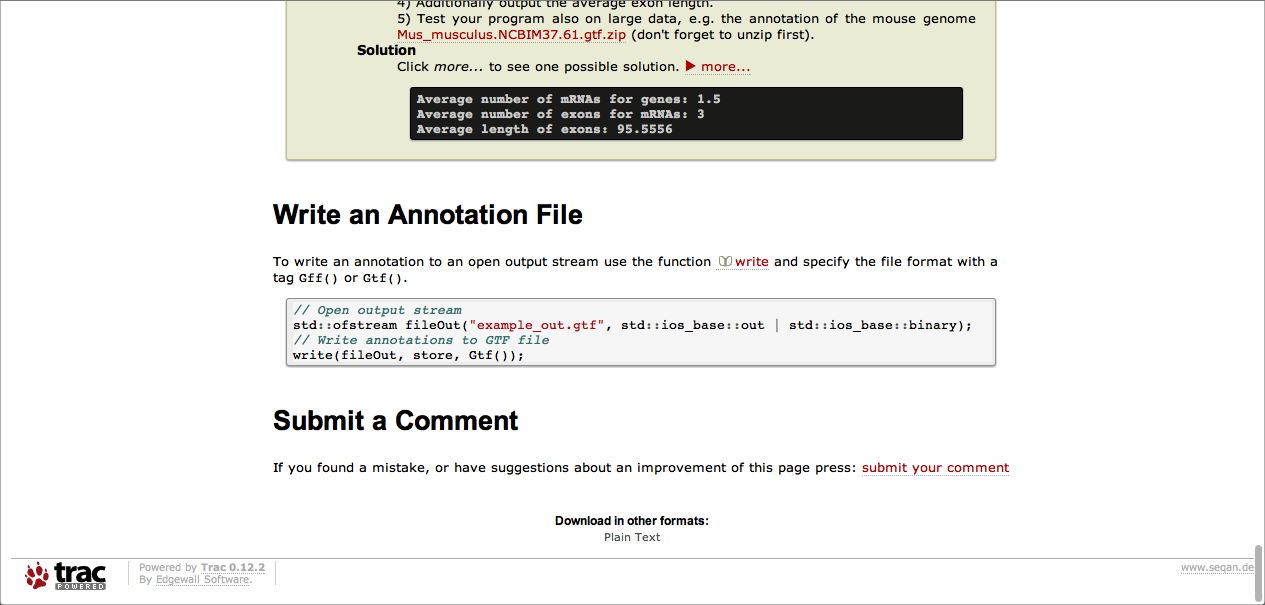 4) Additionally output the average exon length.
5) Test your program also on large data, e.g. the annotation of the mouse genome
Mus_musculus.NCBIM37.61.gtf.zip (don't forget to unzip first).
Solution
Click more... to see one possible solution. ▶ more...
Average number of mRNAs for genes: 1.5
Average number of exons for mRNAs: 3
Average length of exons: 95.5556
Write an Annotation File
To write an annotation to an open output stream use the function write and specify the file format with a
tag Gff() or Gtf().
// Open output stream
std::ofstream fileOut("example_out.gtf", std::ios_base::out | std::ios_base::binary);
// Write annotations to GTF file
write(fileOut, store, Gtf());
Submit a Comment
If you found a mistake, or have suggestions about an improvement of this page press: submit your comment
Download in other formats:
Plain Text
trac
POWERED
Powered by Trac 0.12.2
By Edgewall Software.
www.seqan.de